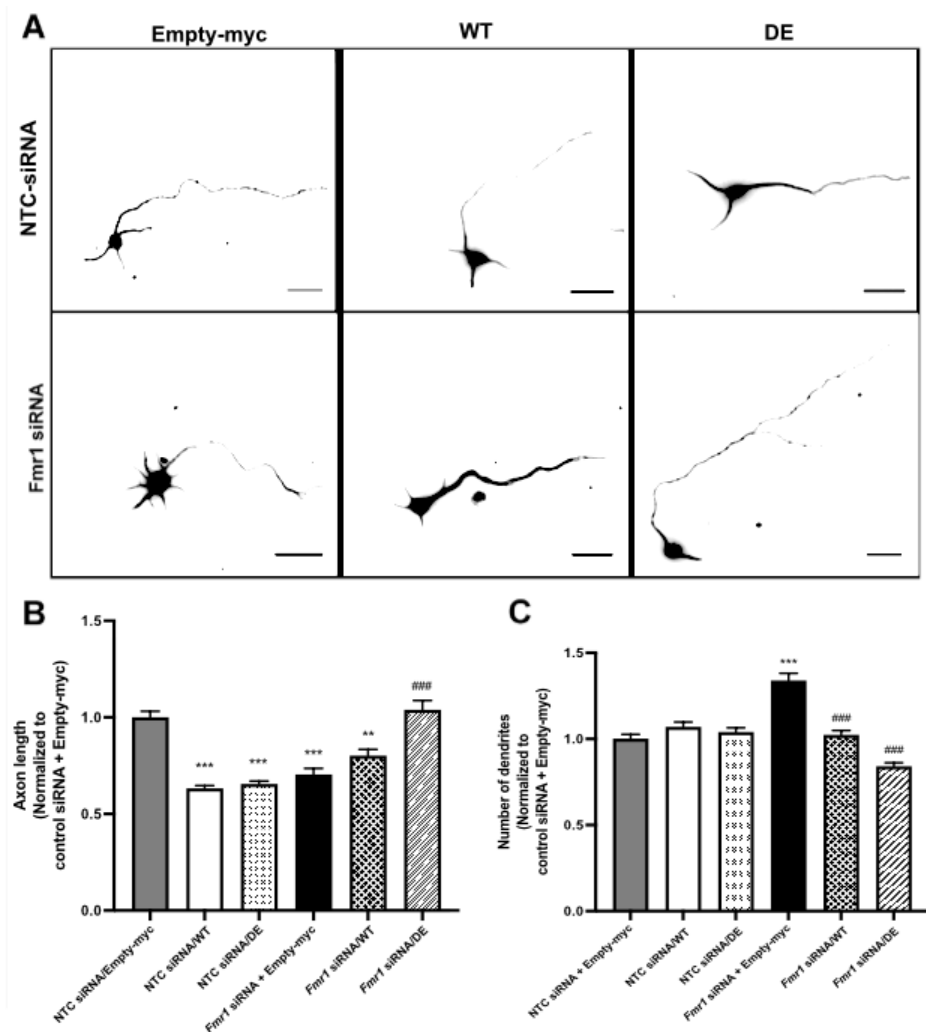 A
Empty-myc
WT
DE
NTC-siRNA
Fmr1 siRNA
B
Axon length
(Normalized to
control siRNA + Empty-myc)
1.5
1.0
0.5
0.0
***
***
***
**
###
NTC siRNA/Empty-myc
NTC siRNA/WT
NTC siRNA/DE
Fmr1 siRNA + Empty-myc
Fmr1 siRNA/WT
Fmr1 siRNA/DE
C
Number of dendrites
(Normalized to
control siRNA + Empty-myc)
1.5
1.0
0.5
0.0
***
###
###
NTC siRNA + Empty-myc
NTC siRNA/WT
NTC siRNA/DE
Fmr1 siRNA + Empty-myc
Fmr1 siRNA/WT
Fmr1 siRNA/DE